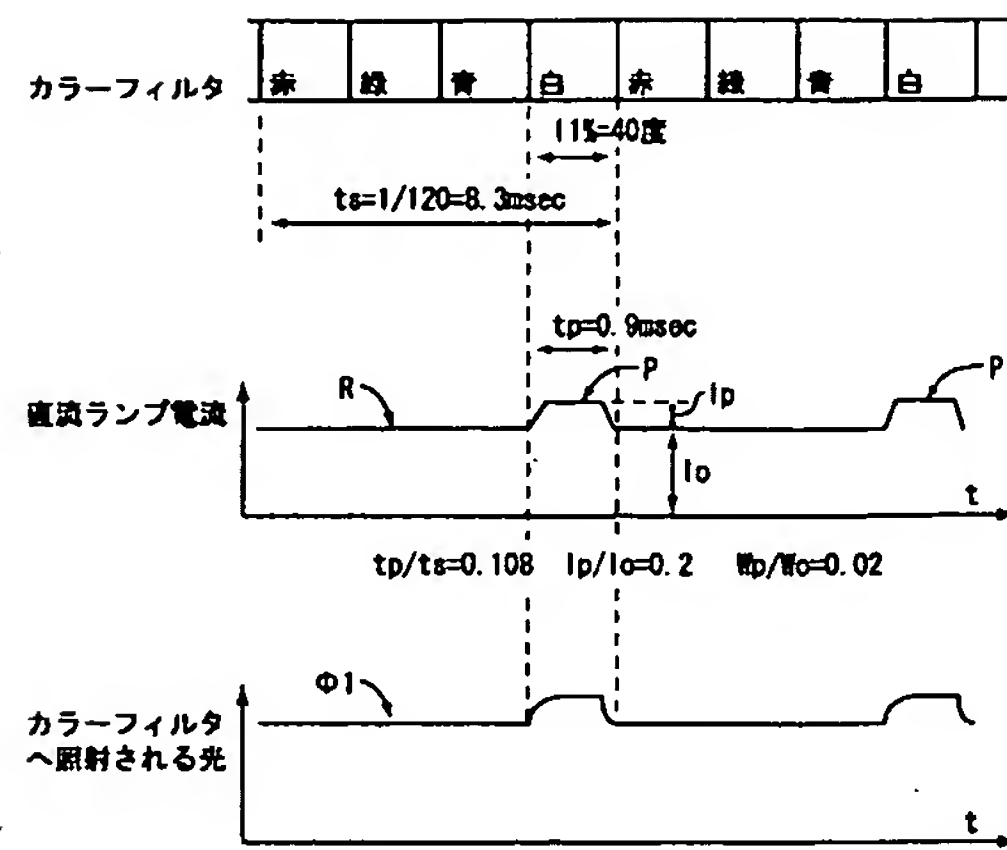 カラーフィルタ 赤 緑 青 白 赤 緑 青 白
11%=40度
ts=1/120=8.3msec
tp=0.9msec
直流ランプ電流 R P Ip P
Io
t
tp/ts=0.108 Ip/Io=0.2 Wp/Wo=0.02
Φ1
カラーフィルタ
へ照射される光
t